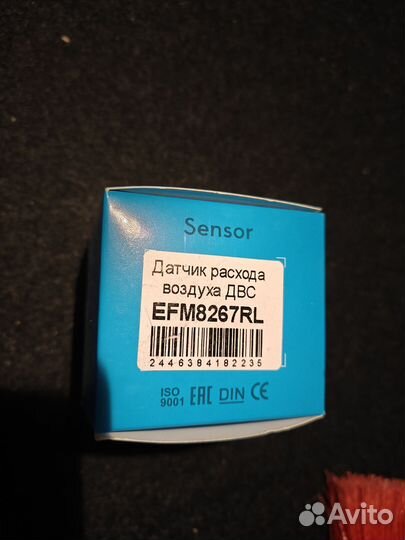 Sensor
Датчик расхода
воздуха ДВС
EFM8267RL
2446384182235
ISO
9001 EAC DIN CE
Avito